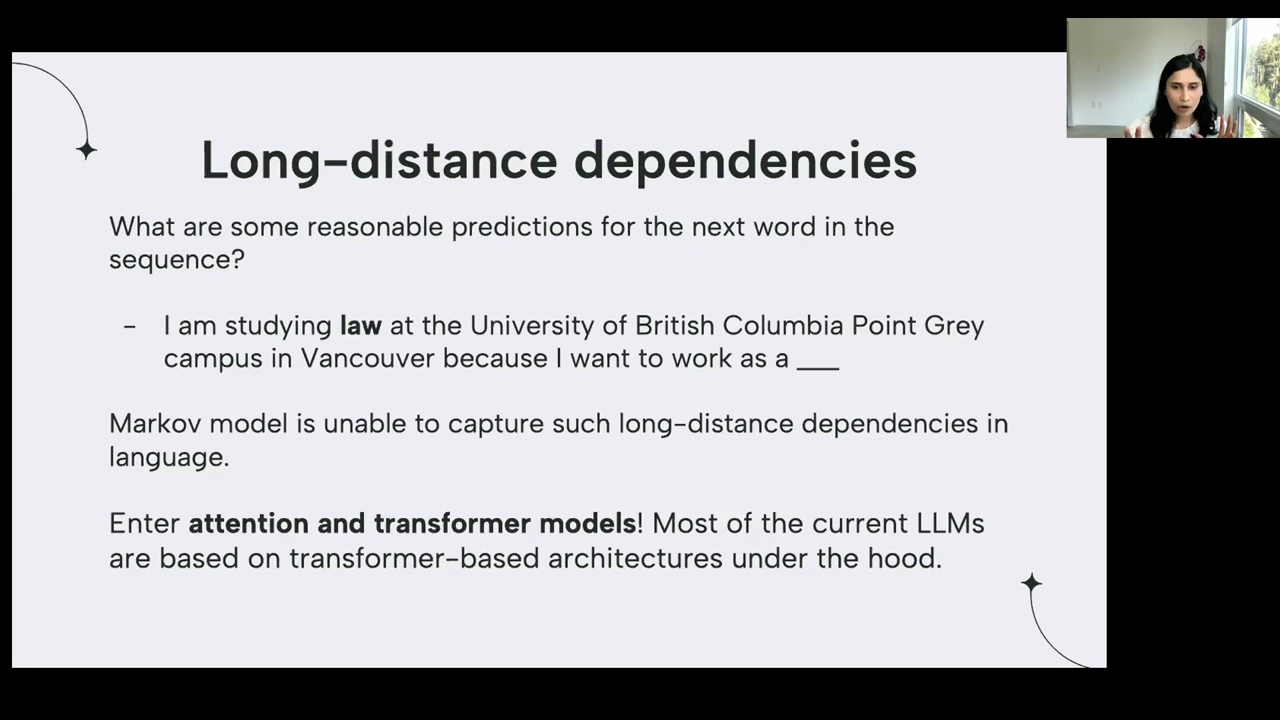 Long-distance dependencies
What are some reasonable predictions for the next word in the
sequence?
- I am studying law at the University of British Columbia Point Grey
campus in Vancouver because I want to work as a ___
Markov model is unable to capture such long-distance dependencies in
language.
Enter attention and transformer models! Most of the current LLMs
are based on transformer-based architectures under the hood.